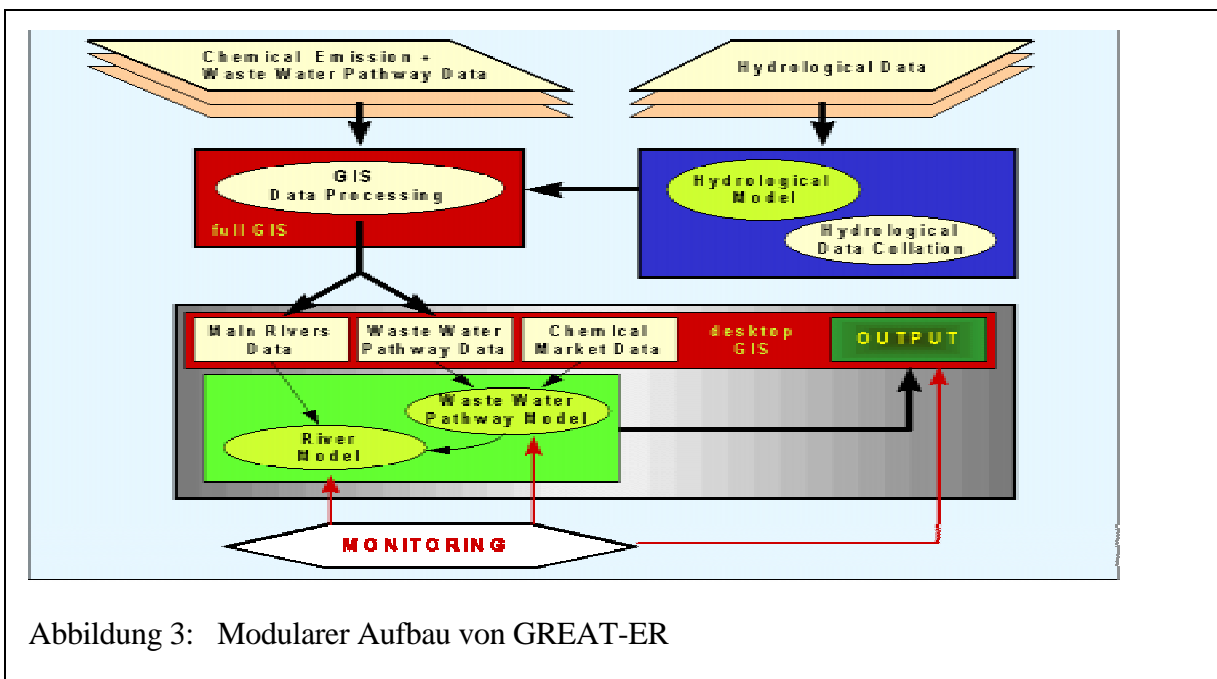 Chemical Emission +
Waste Water Pathway Data
Hydrological Data
GIS
Data Processing
full GIS
Hydrological
Model
Hydrological
Data Collation
Main Rivers
Data
Waste Water
Pathway Data
Chemical
Market Data
desktop
GIS
OUTPUT
Waste Water
Pathway Model
River
Model
MONITORING
Abbildung 3: Modularer Aufbau von GREAT-ER